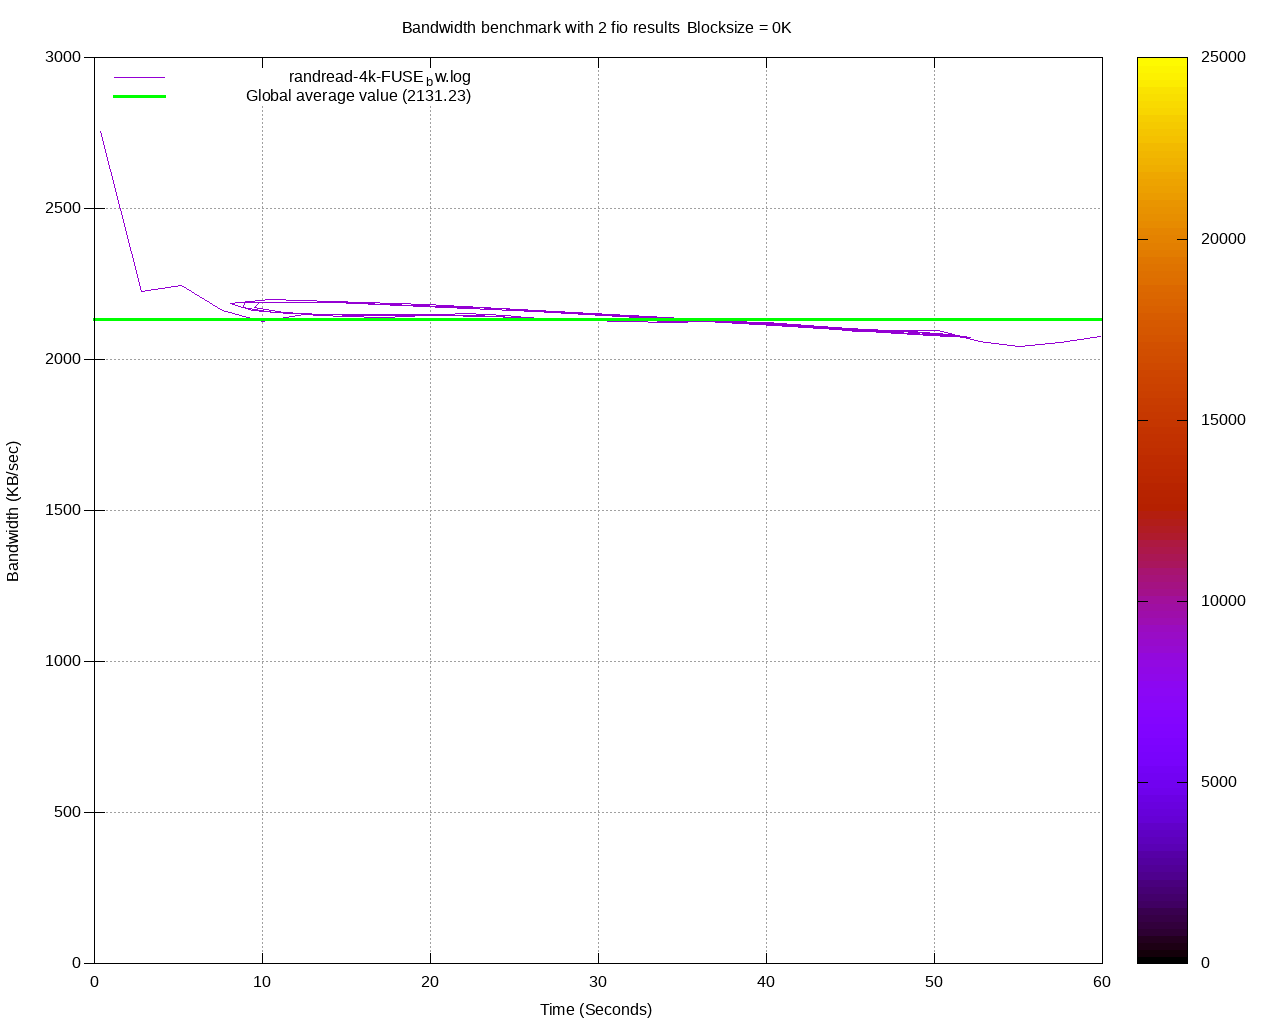 Bandwidth benchmark with 2 fio results Blocksize = 0K
randread-4k-FUSE_bw.log
Global average value (2131.23)
3000
2500
2000
1500
1000
500
0
Bandwidth (KB/sec)
0 10 20 30 40 50 60
Time (Seconds)
25000
20000
15000
10000
5000
0